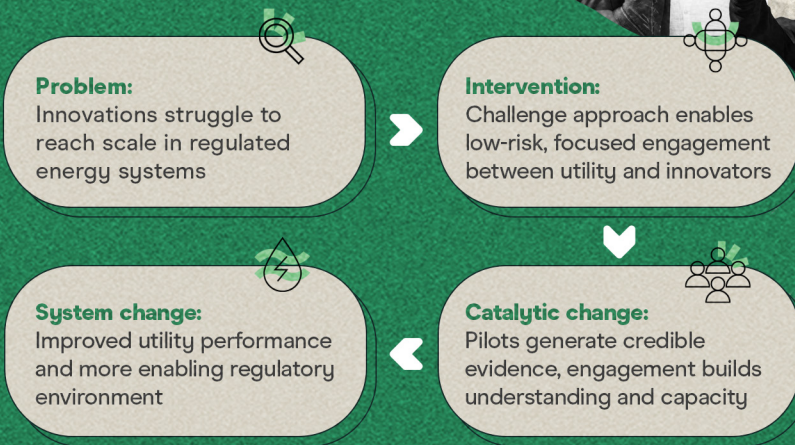 Problem:
Innovations struggle to
reach scale in regulated
energy systems
Intervention:
Challenge approach enables
low-risk, focused engagement
between utility and innovators
Catalytic change:
Pilots generate credible
evidence, engagement builds
understanding and capacity
System change:
Improved utility performance
and more enabling regulatory
environment